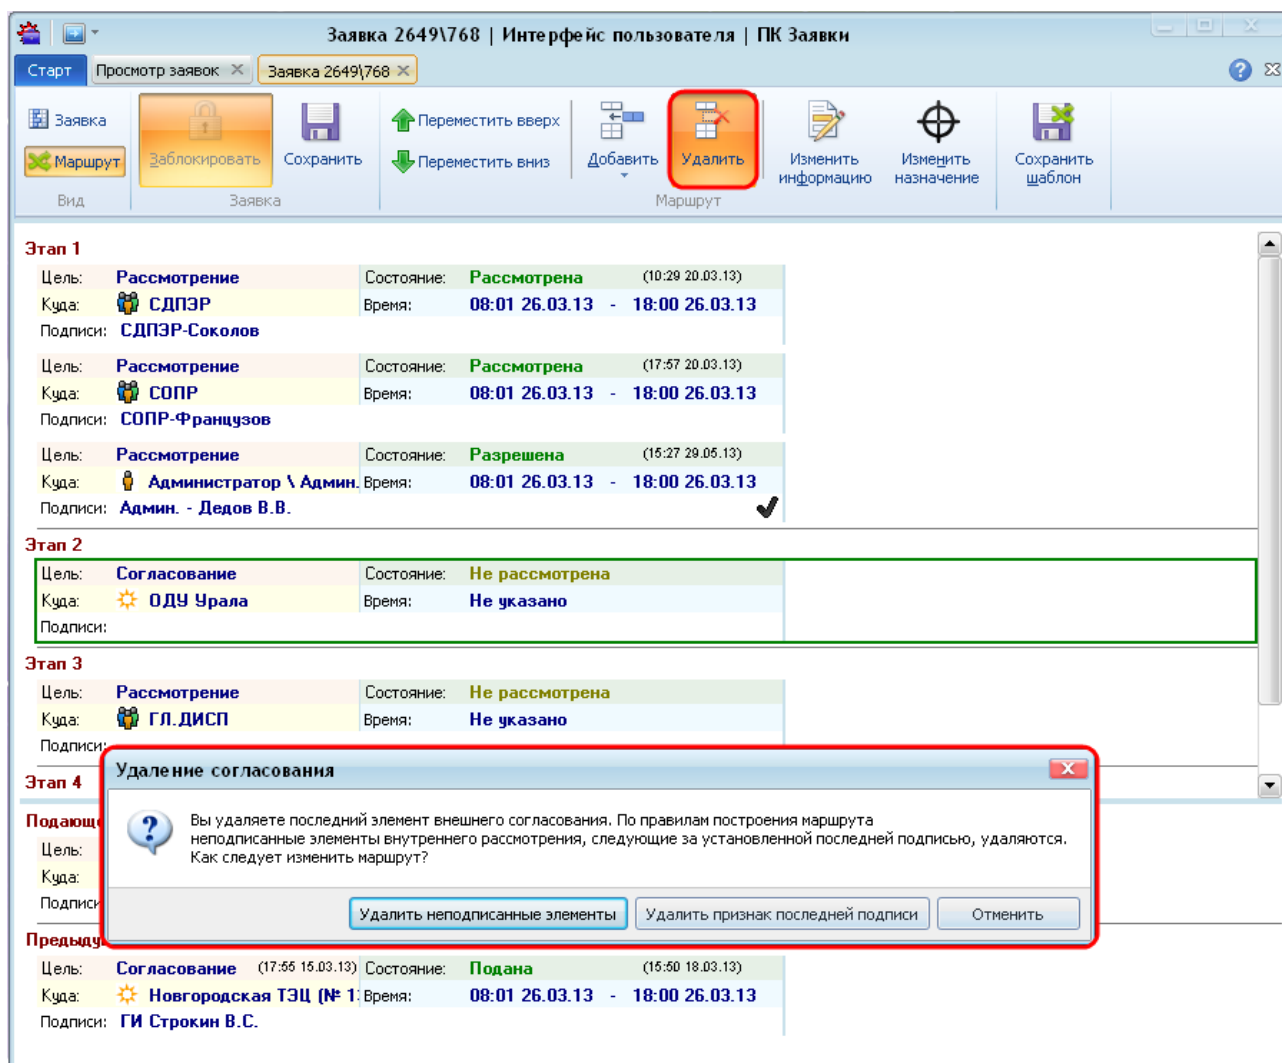 Заявка 2649\768 | Интерфейс пользователя | ПК Заявки
Старт
Просмотр заявок
Заявка 2649\768
Заявка
Маршрут
Вид
Заблокировать
Сохранить
Заявка
Переместить вверх
Переместить вниз
Добавить
Удалить
Изменить
информацию
Изменить
назначение
Маршрут
Сохранить
шаблон
Этап 1
Цель: Рассмотрение Состояние: Рассмотрена (10:29 20.03.13)
Куда: СДПЭР Время: 08:01 26.03.13 - 18:00 26.03.13
Подписи: СДПЭР-Соколов
Цель: Рассмотрение Состояние: Рассмотрена (17:57 20.03.13)
Куда: СОПР Время: 08:01 26.03.13 - 18:00 26.03.13
Подписи: СОПР-Французов
Цель: Рассмотрение Состояние: Разрешена (15:27 29.05.13)
Куда: Администратор \ Админ. Время: 08:01 26.03.13 - 18:00 26.03.13
Подписи: Админ. - Дедов В.В.
Этап 2
Цель: Согласование Состояние: Не рассмотрена
Куда: ОДУ Урала Время: Не указано
Подписи:
Этап 3
Цель: Рассмотрение Состояние: Не рассмотрена
Куда: ГЛ.ДИСП Время: Не указано
Подписи:
Этап 4
Удаление согласования
Вы удаляете последний элемент внешнего согласования. По правилам построения маршрута
неподписанные элементы внутреннего рассмотрения, следующие за установленной последней подписью, удаляются.
Как следует изменить маршрут?
Удалить неподписанные элементы
Удалить признак последней подписи
Отменить
Подающ
Цель:
Куда:
Подписи
Предыду
Цель: Согласование (17:55 15.03.13) Состояние: Подана (15:50 18.03.13)
Куда: Новгородская ТЭЦ (№ 1 Время: 08:01 26.03.13 - 18:00 26.03.13
Подписи: ГИ Строкин В.С.